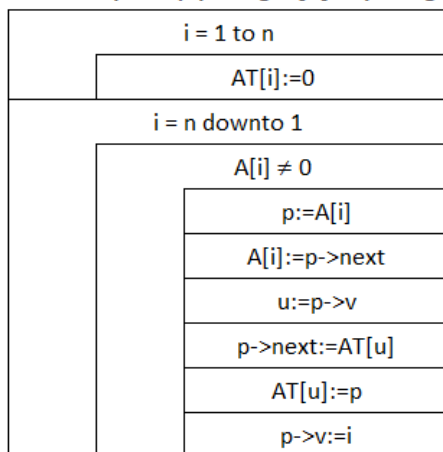 i = 1 to n
AT[i]:=0
i = n downto 1
A[i] ≠ 0
p:=A[i]
A[i]:=p->next
u:=p->v
p->next:=AT[u]
AT[u]:=p
p->v:=i